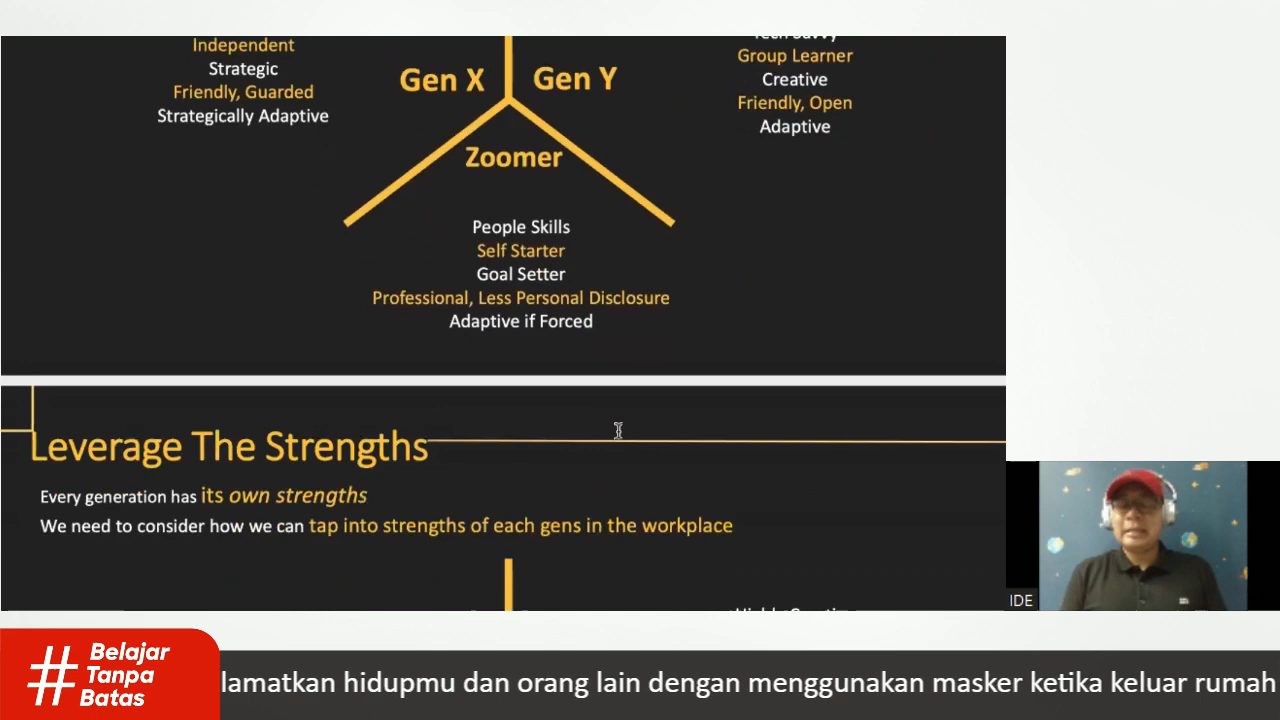 Independent
Strategic
Friendly, Guarded
Strategically Adaptive
Gen X
Gen Y
Tech Savvy
Group Learner
Creative
Friendly, Open
Adaptive
Zoomer
People Skills
Self Starter
Goal Setter
Professional, Less Personal Disclosure
Adaptive if Forced
Leverage The Strengths
Every generation has its own strengths
We need to consider how we can tap into strengths of each gens in the workplace
IDE
# Belajar
Tanpa
Batas
lamatkan hidupmu dan orang lain dengan menggunakan masker ketika keluar rumah